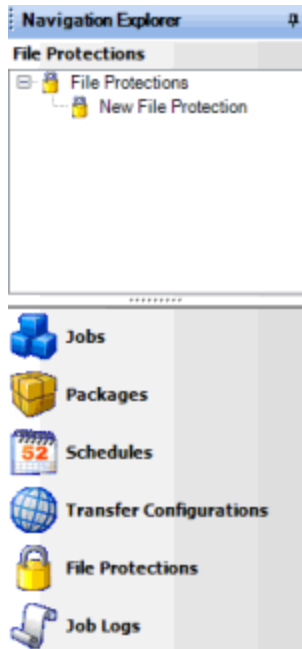 Navigation Explorer
File Protections
File Protections
New File Protection
Jobs
Packages
52
Schedules
Transfer Configurations
File Protections
Job Logs